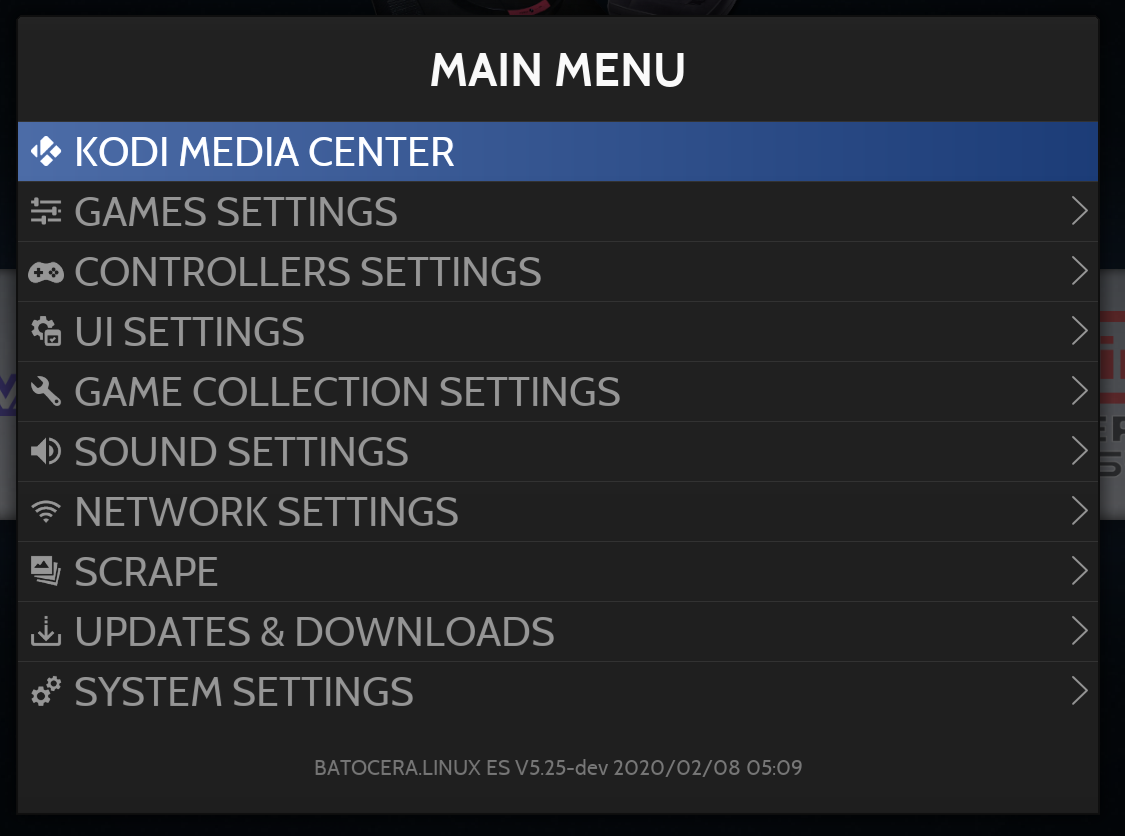 MAIN MENU
KODI MEDIA CENTER
GAMES SETTINGS
CONTROLLERS SETTINGS
UI SETTINGS
GAME COLLECTION SETTINGS
SOUND SETTINGS
NETWORK SETTINGS
SCRAPE
UPDATES & DOWNLOADS
SYSTEM SETTINGS
BATOCERA.LINUX ES V5.25-dev 2020/02/08 05:09